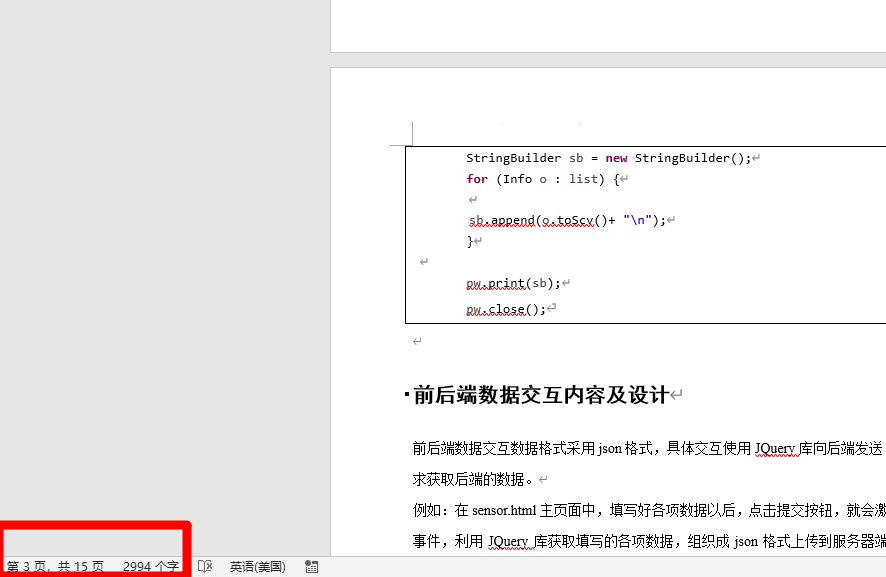 StringBuilder sb = new StringBuilder();
for (Info o : list) {
sb.append(o.toScv()+ "\n");
}
pw.print(sb);
pw.close();
前后端数据交互内容及设计
前后端数据交互数据格式采用 json 格式，具体交互使用 JQuery 库向后端发送
求获取后端的数据。
例如：在 sensor.html 主页面中，填写好各项数据以后，点击提交按钮，就会激
事件，利用 JQuery 库获取填写的各项数据，组织成 json 格式上传到服务器端
第 3 页，共 15 页 2994 个字 英语(美国)